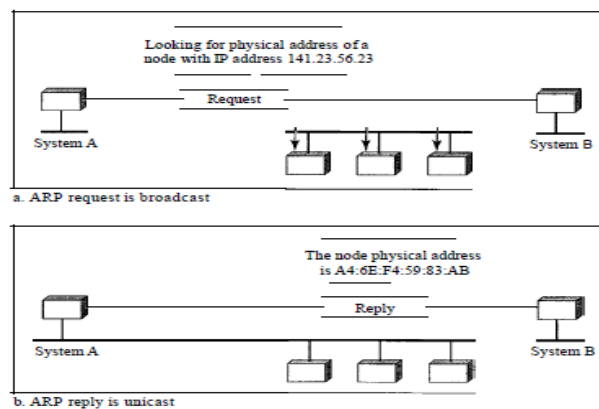 Looking for physical address of a
node with IP address 141.23.56.23
Request
System A
System B
a. ARP request is broadcast
The node physical address
is A4:6E:F4:59:83:AB
Reply
System A
System B
b. ARP reply is unicast